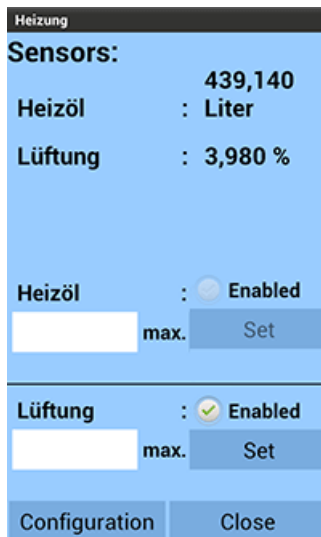 Heizung
Sensors:
439,140
Heizöl : Liter
Lüftung : 3,980 %
Heizöl : Enabled
max. Set
Lüftung : Enabled
max. Set
Configuration Close